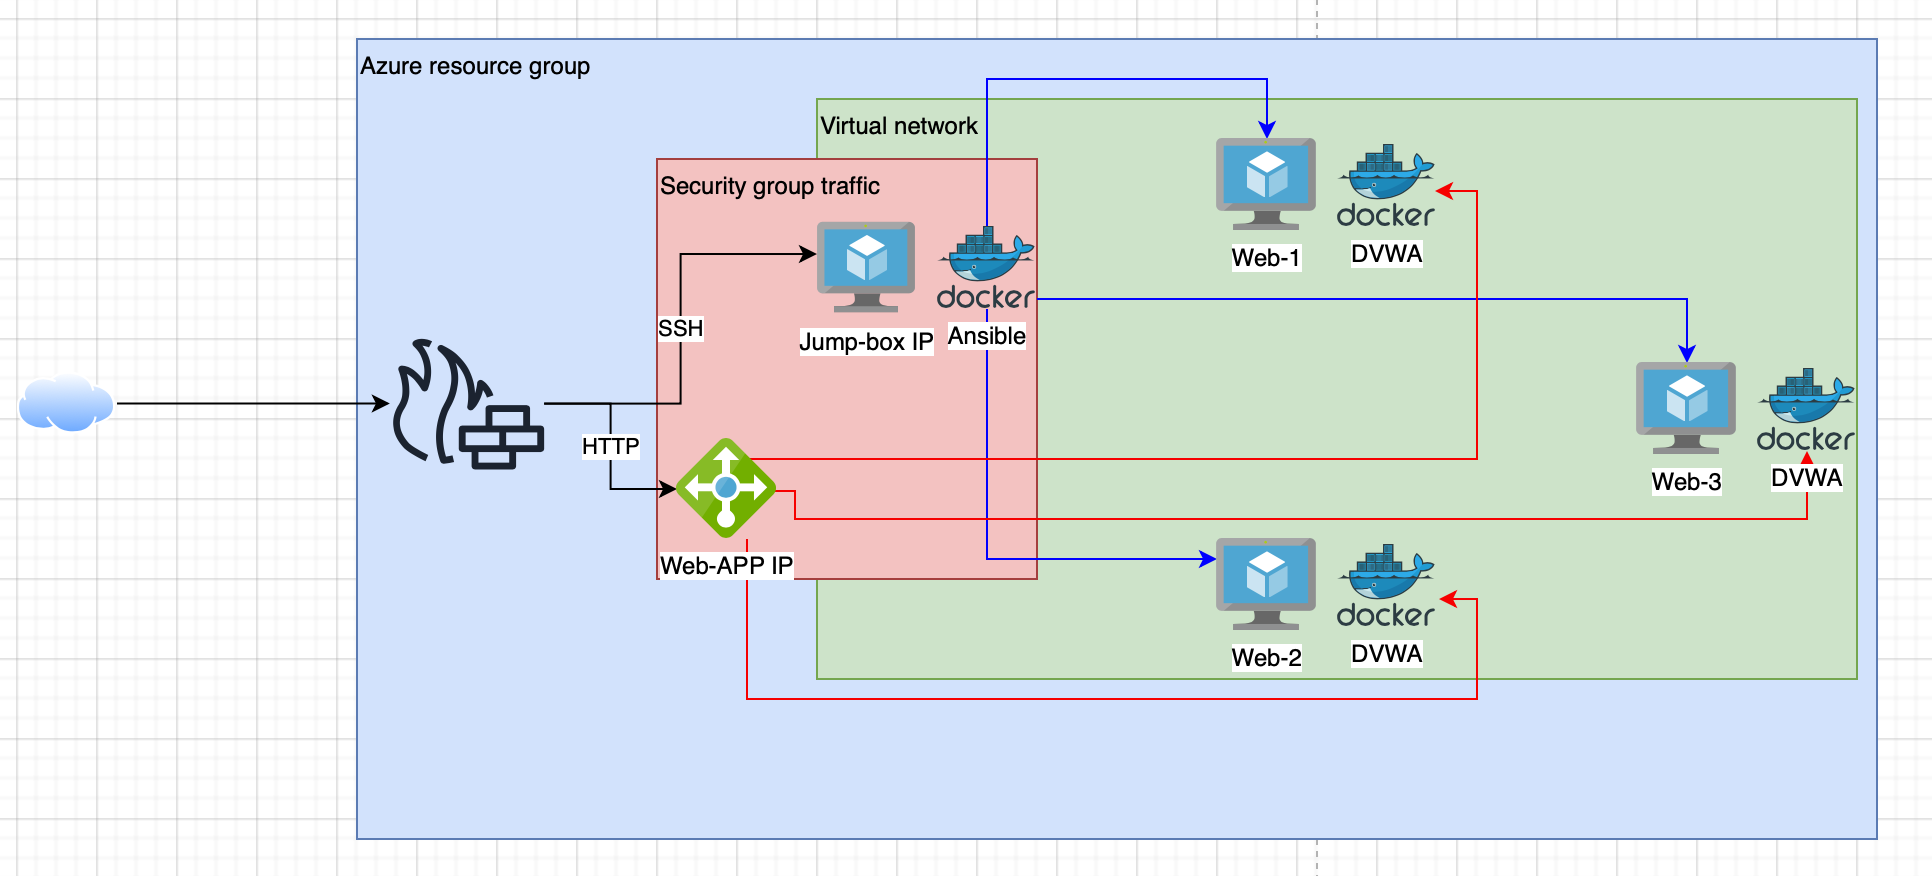 Azure resource group
Virtual network
Security group traffic
docker
Web-1
DVWA
docker
Jump-box IP
Ansible
SSH
HTTP
docker
Web-3
DVWA
Web-APP IP
docker
Web-2
DVWA